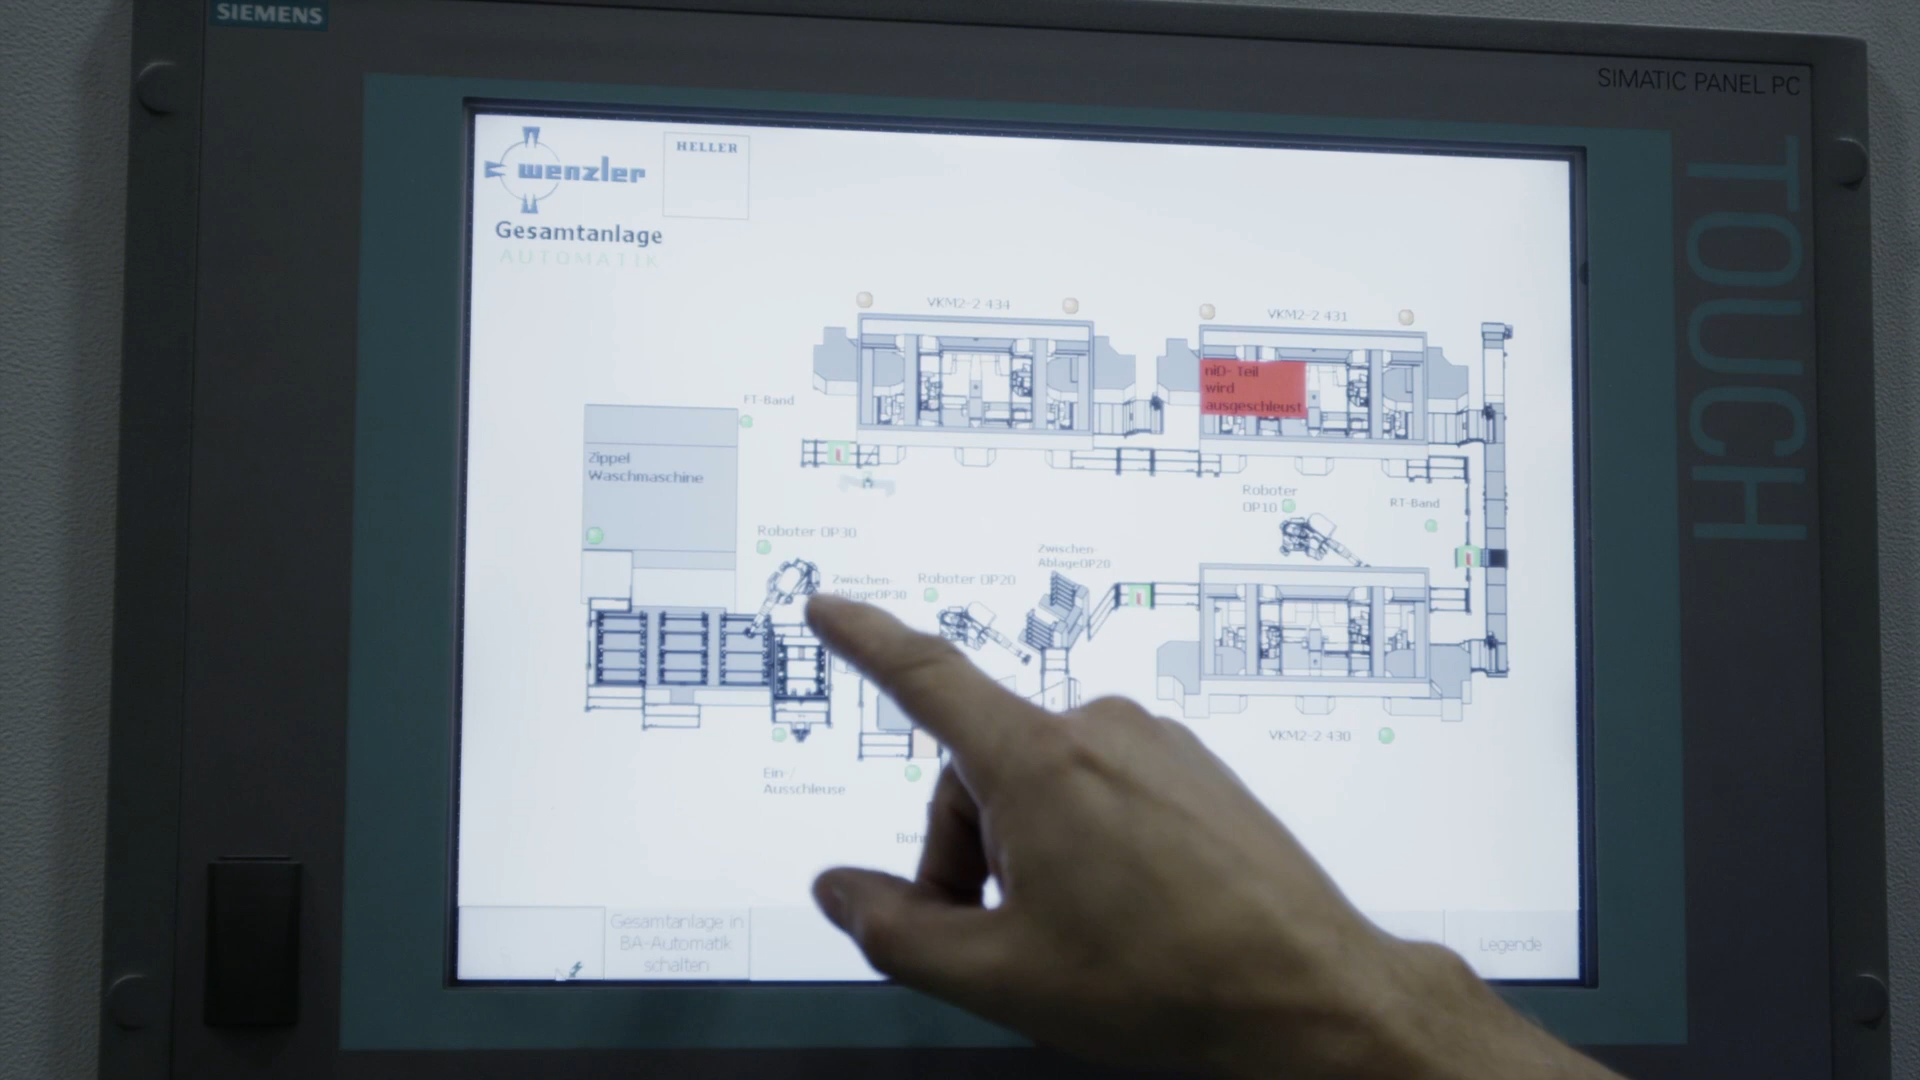 SIEMENS
SIMATIC PANEL PC
TOUCH
wenzler
HELLER
Gesamtanlage
AUTOMATIK
VKM2-2 434
VKM2-2 431
niO- Teil
wird
ausgeschleust
FT-Band
Zippel
Waschmaschine
Roboter
OP10
RT-Band
Roboter OP30
Zwischen-
AblageOP30
Roboter OP20
Zwischen-
AblageOP20
VKM2-2 430
Ein-/
Ausschleuse
Gesamtanlage in
BA-Automatik
schalten
Legende